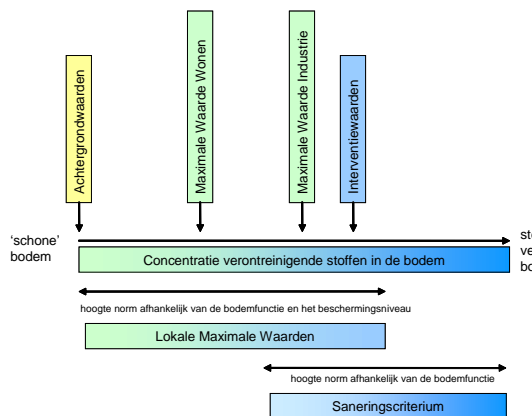 Achtergrondwaarden
Maximale Waarde Wonen
Maximale Waarde Industrie
Interventiewaarden
‘schone’
bodem
Concentratie verontreinigende stoffen in de bodem
hoogte norm afhankelijk van de bodemfunctie en het beschermingsniveau
Lokale Maximale Waarden
hoogte norm afhankelijk van de bodemfunctie
Saneringscriterium